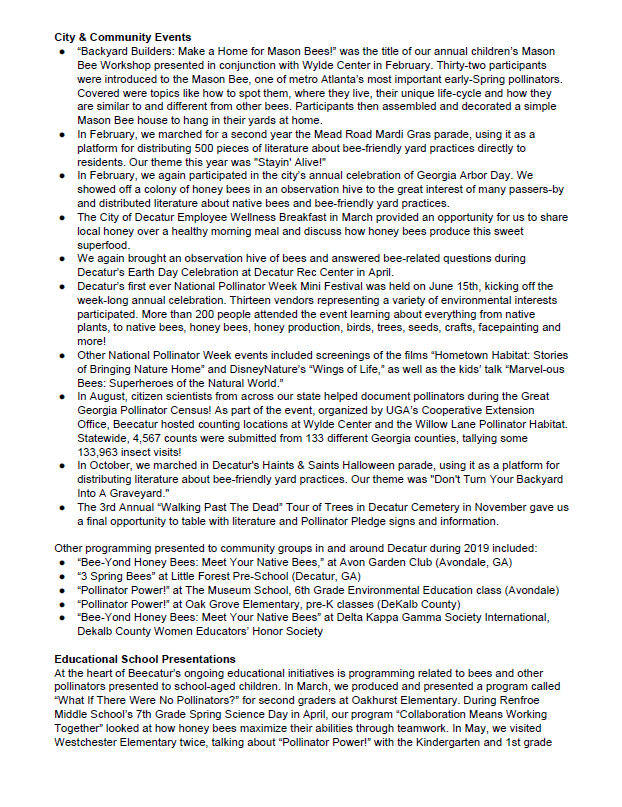 City & Community Events
● “Backyard Builders: Make a Home for Mason Bees!” was the title of our annual children’s Mason
Bee Workshop presented in conjunction with Wylde Center in February. Thirty-two participants
were introduced to the Mason Bee, one of metro Atlanta’s most important early-Spring pollinators.
Covered were topics like how to spot them, where they live, their unique life-cycle and how they
are similar to and different from other bees. Participants then assembled and decorated a simple
Mason Bee house to hang in their yards at home.
● In February, we marched for a second year the Mead Road Mardi Gras parade, using it as a
platform for distributing 500 pieces of literature about bee-friendly yard practices directly to
residents. Our theme this year was "Stayin' Alive!"
● In February, we again participated in the city’s annual celebration of Georgia Arbor Day. We
showed off a colony of honey bees in an observation hive to the great interest of many passers-by
and distributed literature about native bees and bee-friendly yard practices.
● The City of Decatur Employee Wellness Breakfast in March provided an opportunity for us to share
local honey over a healthy morning meal and discuss how honey bees produce this sweet
superfood.
● We again brought an observation hive of bees and answered bee-related questions during
Decatur’s Earth Day Celebration at Decatur Rec Center in April.
● Decatur’s first ever National Pollinator Week Mini Festival was held on June 15th, kicking off the
week-long annual celebration. Thirteen vendors representing a variety of environmental interests
participated. More than 200 people attended the event learning about everything from native
plants, to native bees, honey bees, honey production, birds, trees, seeds, crafts, facepainting and
more!
● Other National Pollinator Week events included screenings of the films “Hometown Habitat: Stories
of Bringing Nature Home” and DisneyNature’s “Wings of Life,” as well as the kids’ talk “Marvel-ous
Bees: Superheroes of the Natural World.”
● In August, citizen scientists from across our state helped document pollinators during the Great
Georgia Pollinator Census! As part of the event, organized by UGA’s Cooperative Extension
Office, Beecatur hosted counting locations at Wylde Center and the Willow Lane Pollinator Habitat.
Statewide, 4,567 counts were submitted from 133 different Georgia counties, tallying some
133,963 insect visits!
● In October, we marched in Decatur's Haints & Saints Halloween parade, using it as a platform for
distributing literature about bee-friendly yard practices. Our theme was "Don't Turn Your Backyard
Into A Graveyard."
● The 3rd Annual “Walking Past The Dead” Tour of Trees in Decatur Cemetery in November gave us
a final opportunity to table with literature and Pollinator Pledge signs and information.
Other programming presented to community groups in and around Decatur during 2019 included:
● “Bee-Yond Honey Bees: Meet Your Native Bees,” at Avon Garden Club (Avondale, GA)
● “3 Spring Bees” at Little Forest Pre-School (Decatur, GA)
● “Pollinator Power!” at The Museum School, 6th Grade Environmental Education class (Avondale)
● “Pollinator Power!” at Oak Grove Elementary, pre-K classes (DeKalb County)
● “Bee-Yond Honey Bees: Meet Your Native Bees” at Delta Kappa Gamma Society International,
Dekalb County Women Educators’ Honor Society
Educational School Presentations
At the heart of Beecatur’s ongoing educational initiatives is programming related to bees and other
pollinators presented to school-aged children. In March, we produced and presented a program called
“What If There Were No Pollinators?” for second graders at Oakhurst Elementary. During Renfroe
Middle School’s 7th Grade Spring Science Day in April, our program “Collaboration Means Working
Together” looked at how honey bees maximize their abilities through teamwork. In May, we visited
Westchester Elementary twice, talking about “Pollinator Power!” with the Kindergarten and 1st grade